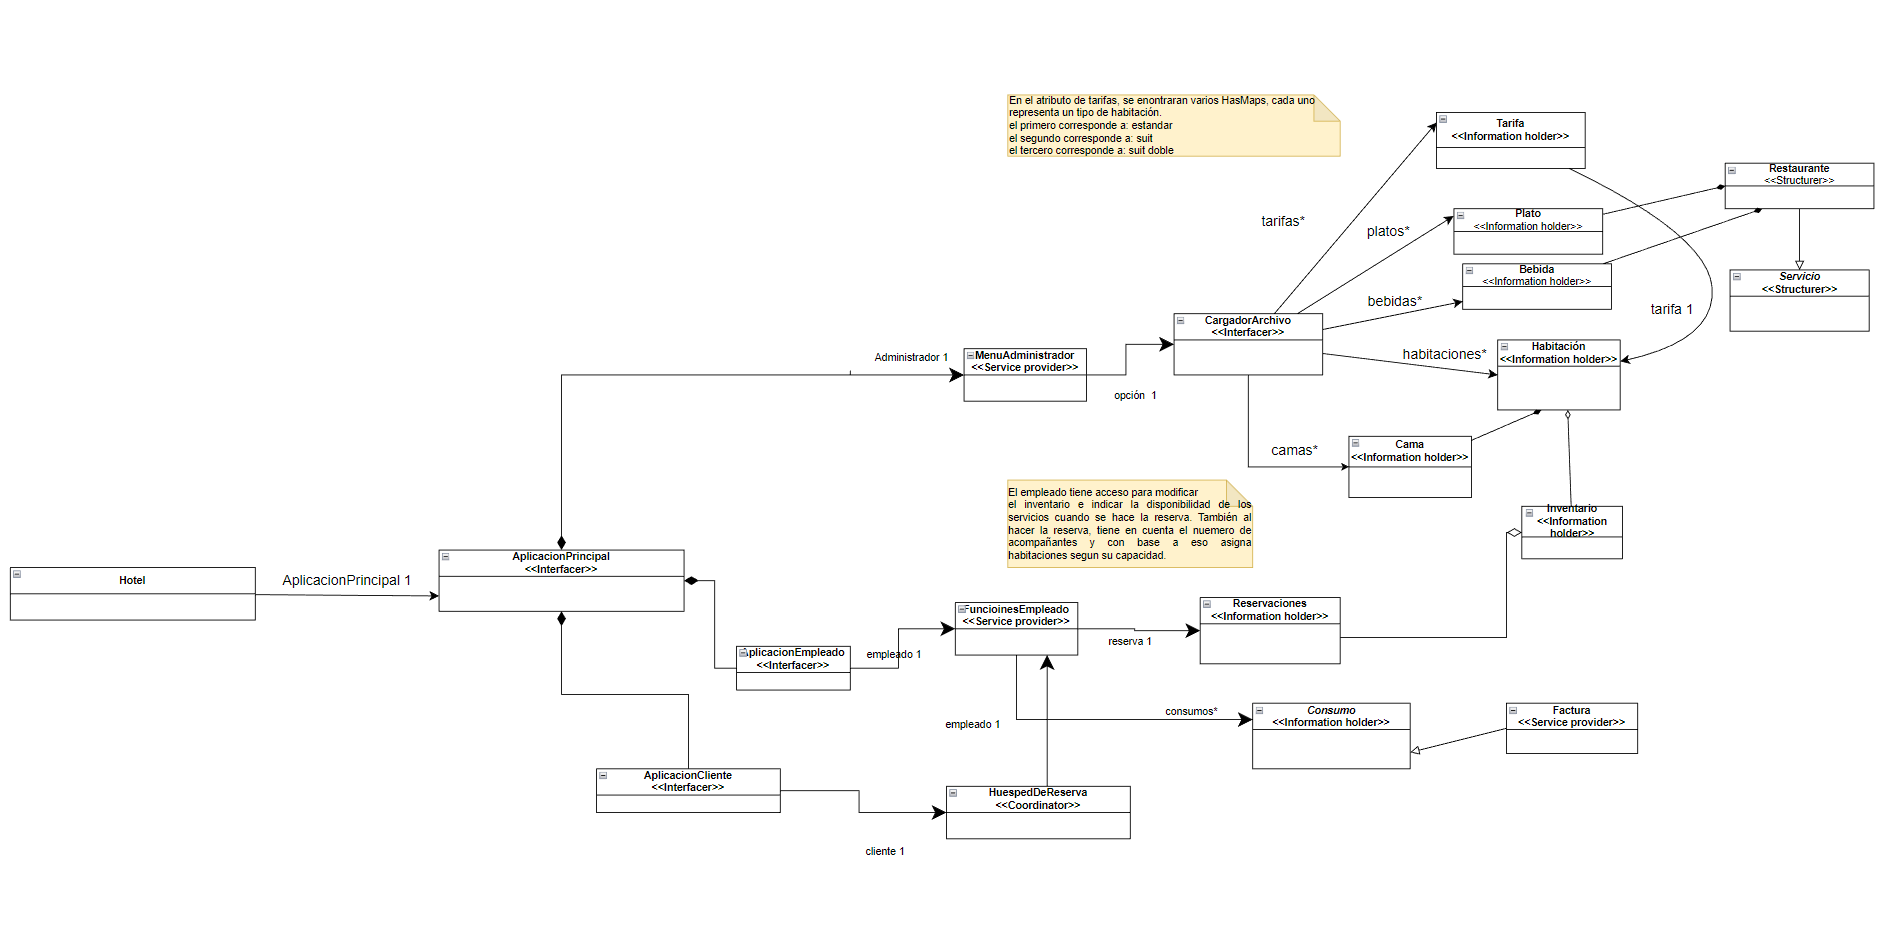 En el atributo de tarifas, se enontraran varios HasMaps, cada uno
representa un tipo de habitación.
el primero corresponde a: estandar
el segundo corresponde a: suit
el tercero corresponde a: suit doble
Tarifa
<<Information holder>>
Restaurante
<<Structurer>>
tarifas*
platos*
Plato
<<Information holder>>
Bebida
<<Information holder>>
Servicio
<<Structurer>>
bebidas*
tarifa 1
CargadorArchivo
<<Interfacer>>
Administrador 1
MenuAdministrador
<<Service provider>>
habitaciones*
Habitación
<<Information holder>>
opción 1
camas*
Cama
<<Information holder>>
El empleado tiene acceso para modificar
el inventario e indicar la disponibilidad de los
servicios cuando se hace la reserva. También al
hacer la reserva, tiene en cuenta el nuemero de
acompañantes y con base a eso asigna
habitaciones segun su capacidad.
Inventario
<<Information
holder>>
Hotel
AplicacionPrincipal 1
AplicacionPrincipal
<<Interfacer>>
FuncioinesEmpleado
<<Service provider>>
Reservaciones
<<Information holder>>
reserva 1
AplicacionEmpleado
<<Interfacer>>
empleado 1
consumos*
Consumo
<<Information holder>>
Factura
<<Service provider>>
empleado 1
AplicacionCliente
<<Interfacer>>
HuespedDeReserva
<<Coordinator>>
cliente 1